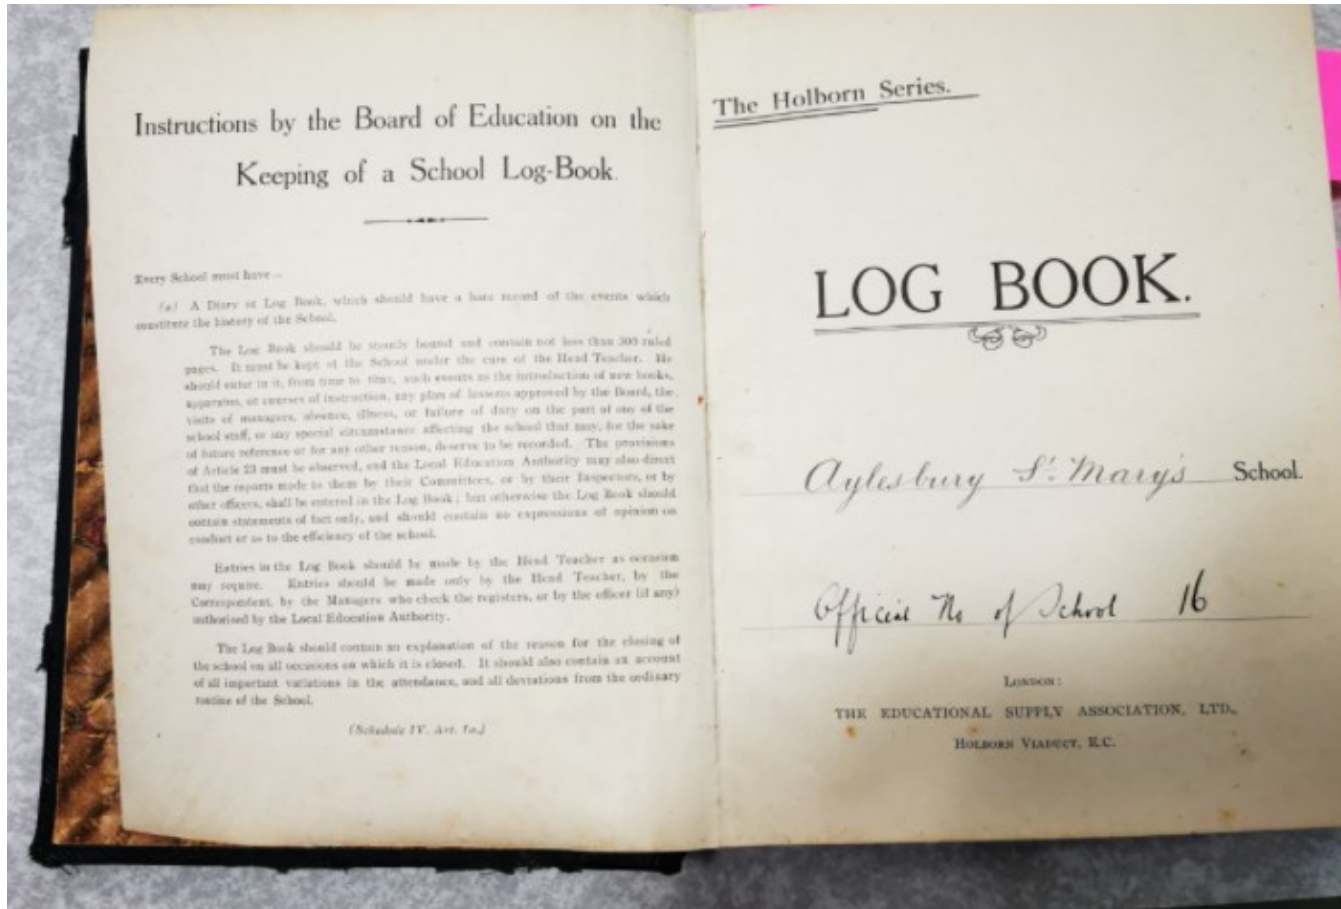 Instructions by the Board of Education on the
Keeping of a School Log-Book.
Every School must have—
(a) A Diary or Log Book, which should have a bare record of the events which
constitute the history of the School.
The Log Book should be stoutly bound and contain not less than 300 ruled
pages. It must be kept at the School under the care of the Head Teacher. He
should enter in it, from time to time, such events as the introduction of new books,
apparatus, or courses of instruction, any plan of lessons approved by the Board, the
visits of managers, absence, illness, or failure of duty on the part of any of the
school staff, or any special circumstance affecting the school that may, for the sake
of future reference or for any other reason, deserve to be recorded. The provisions
of Article 23 must be observed, and the Local Education Authority may also direct
that the reports made to them by their Committees, or by their Inspectors, or by
other officers, shall be entered in the Log Book; but otherwise the Log Book should
contain statements of fact only, and should contain no expressions of opinion on
conduct or as to the efficiency of the school.
Entries in the Log Book should be made by the Head Teacher as occasion
may require. Entries should be made only by the Head Teacher, by the
Correspondent, by the Managers who check the registers, or by the officer (if any)
authorised by the Local Education Authority.
The Log Book should contain an explanation of the reason for the closing of
the school on all occasions on which it is closed. It should also contain an account
of all important variations in the attendance, and all deviations from the ordinary
routine of the School.
(Schedule IV. Art. 1a.)
The Holborn Series.
LOG BOOK.
Aylesbury St. Mary's School.
Official No of School 16
London:
THE EDUCATIONAL SUPPLY ASSOCIATION, LTD.,
Holborn Viaduct, E.C.